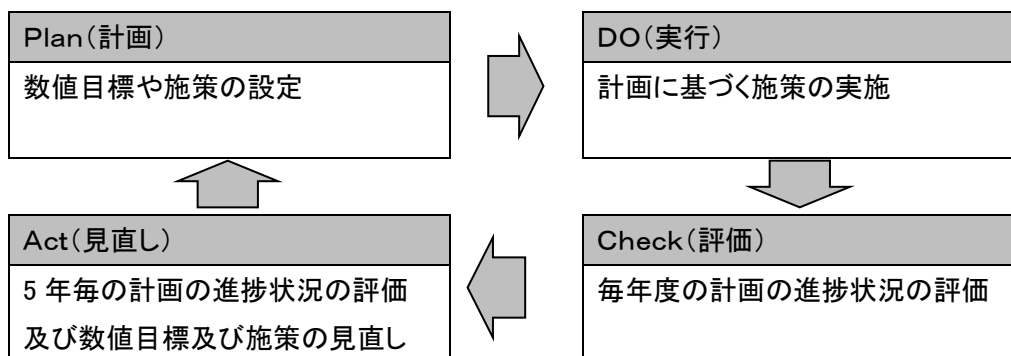 Plan(計画)
数値目標や施策の設定
DO(実行)
計画に基づく施策の実施
Act(見直し)
5 年毎の計画の進捗状況の評価
及び数値目標及び施策の見直し
Check(評価)
毎年度の計画の進捗状況の評価